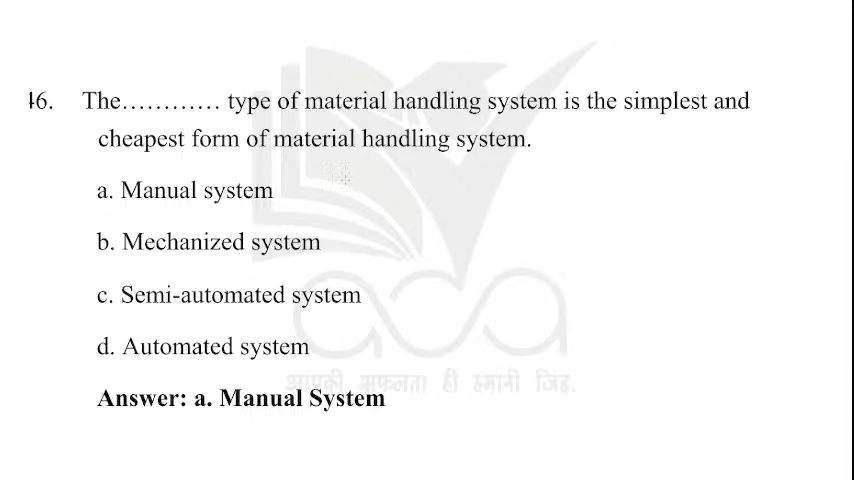 46. The………… type of material handling system is the simplest and
cheapest form of material handling system.
a. Manual system
b. Mechanized system
c. Semi-automated system
d. Automated system
आपकी सफलता ही हमारी जिद.
Answer: a. Manual System